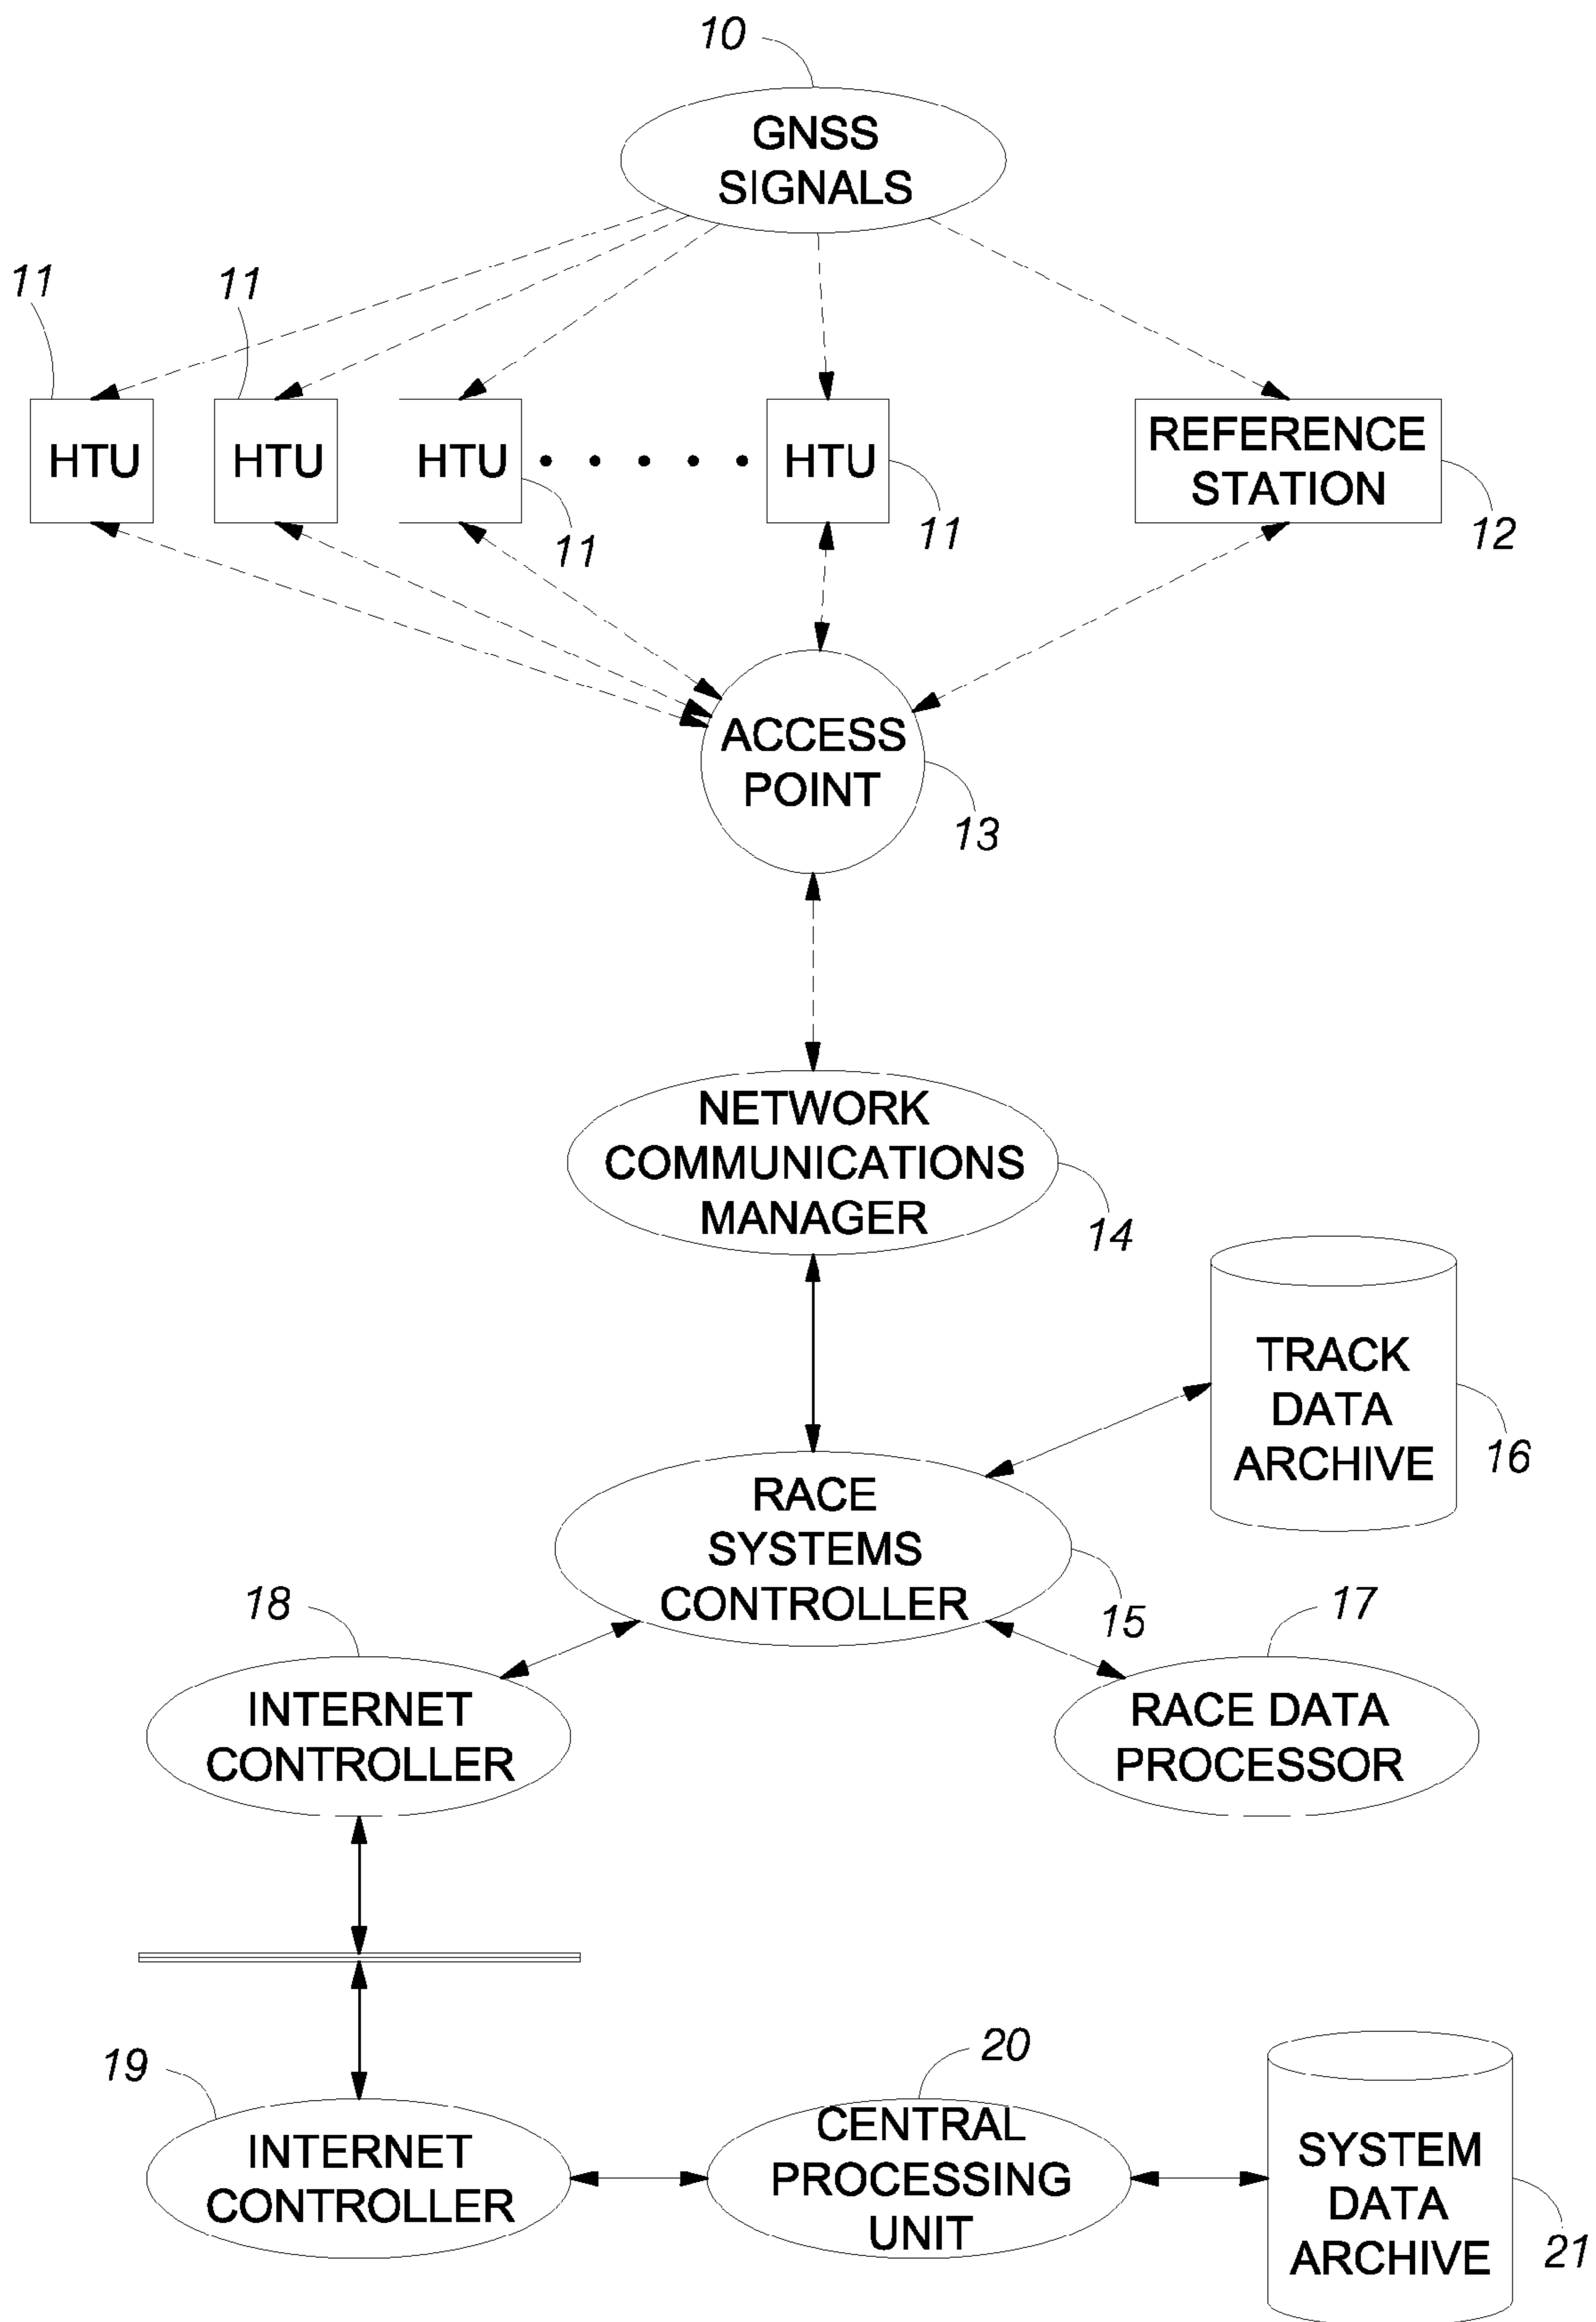 10
GNSS
SIGNALS
11
11
HTU
HTU
HTU
HTU
REFERENCE
STATION
11
11
12
ACCESS
POINT
13
NETWORK
COMMUNICATIONS
MANAGER
14
TRACK
DATA
ARCHIVE
16
RACE
SYSTEMS
CONTROLLER
15
18
17
INTERNET
CONTROLLER
RACE DATA
PROCESSOR
19
20
INTERNET
CONTROLLER
CENTRAL
PROCESSING
UNIT
SYSTEM
DATA
ARCHIVE
21